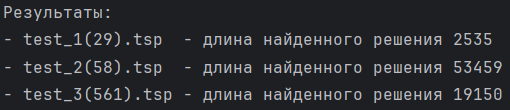 Результаты:
- test_1(29).tsp  - длина найденного решения 2535
- test_2(58).tsp  - длина найденного решения 53459
- test_3(561).tsp - длина найденного решения 19150